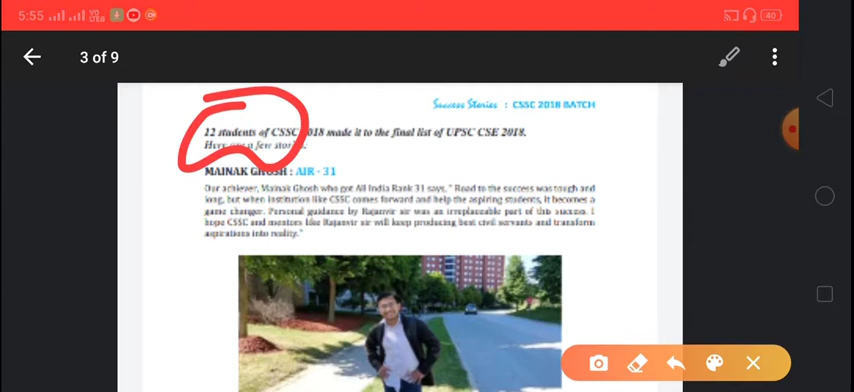 5:55
VO
LTE
40
3 of 9
Success Stories : CSSC 2018 BATCH
12 students of CSSC 2018 made it to the final list of UPSC CSE 2018.
Here are a few stories.
MAINAK GHOSH : AIR - 31
Our achiever, Mainak Ghosh who got All India Rank 31 says, " Road to the success was tough and
long, but when institution like CSSC comes forward and help the aspiring students, it becomes a
game changer. Personal guidance by Rajanvir sir was an irreplaceable part of this success. I
hope CSSC and mentors like Rajanvir sir will keep producing best civil servants and transform
aspirations into reality."